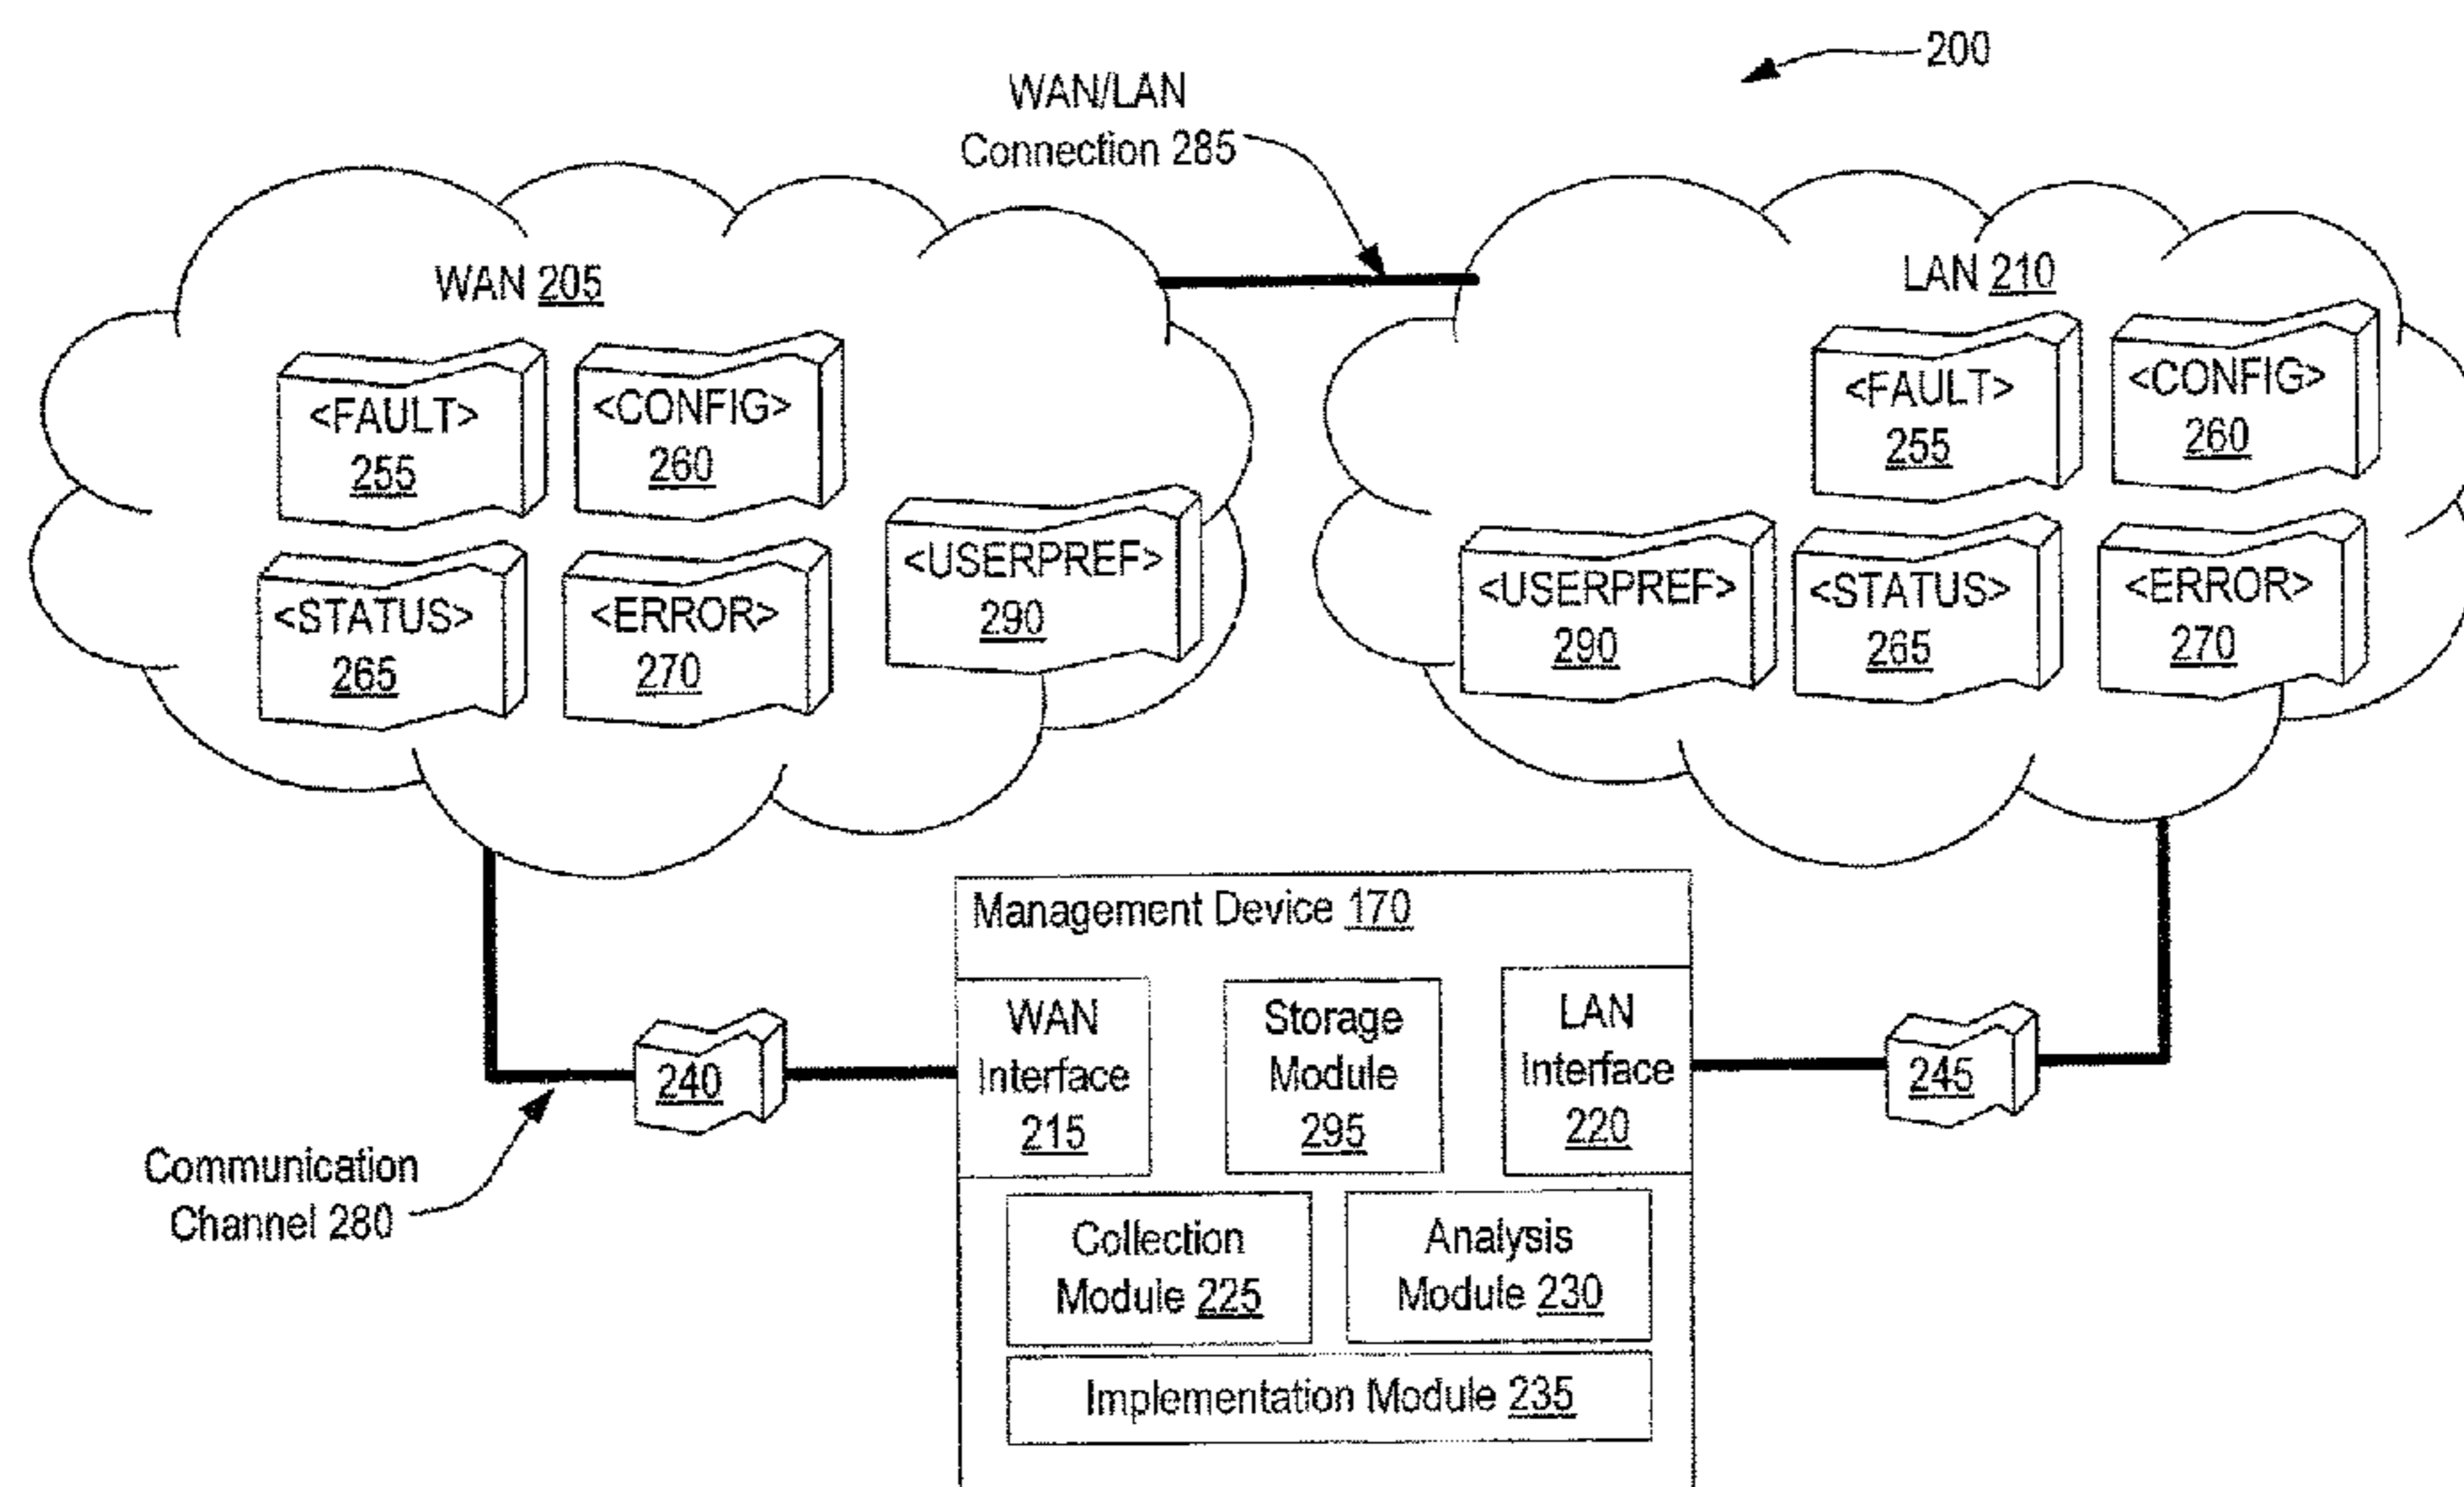 200
WAN/LAN
Connection 285
WAN 205
LAN 210
<FAULT>
255
<CONFIG>
260
<USERPREF>
290
<STATUS>
265
<ERROR>
270
<FAULT>
255
<CONFIG>
260
<USERPREF>
290
<STATUS>
265
<ERROR>
270
Management Device 170
WAN
Interface
215
Storage
Module
295
LAN
Interface
220
240
245
Communication
Channel 280
Collection
Module 225
Analysis
Module 230
Implementation Module 235